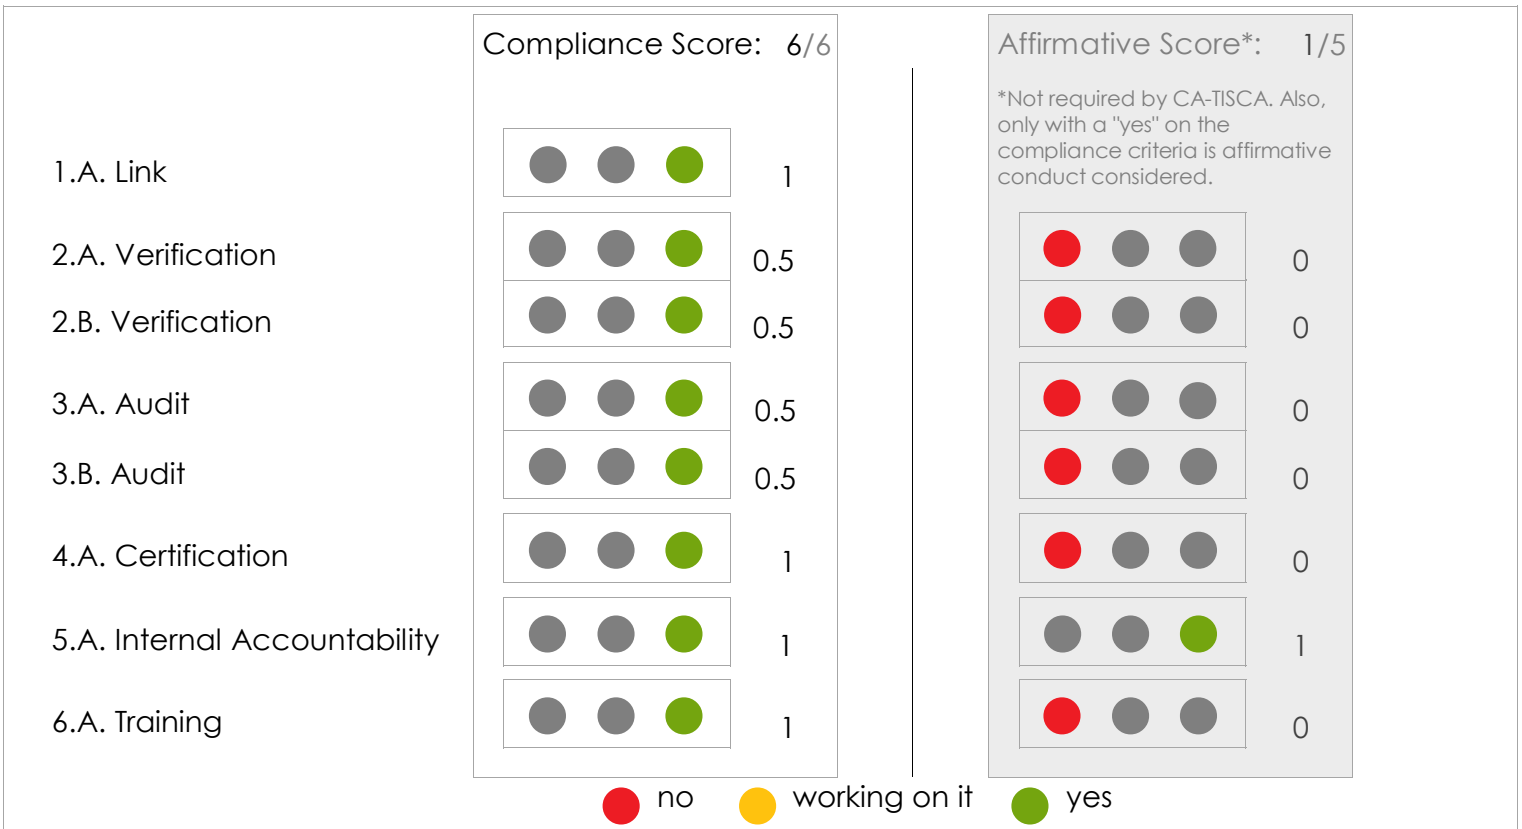 Compliance Score: 6/6
Affirmative Score*: 1/5
*Not required by CA-TISCA. Also,
only with a "yes" on the
compliance criteria is affirmative
conduct considered.
1.A. Link 1
2.A. Verification 0.5 0
2.B. Verification 0.5 0
3.A. Audit 0.5 0
3.B. Audit 0.5 0
4.A. Certification 1 0
5.A. Internal Accountability 1 1
6.A. Training 1 0
no working on it yes